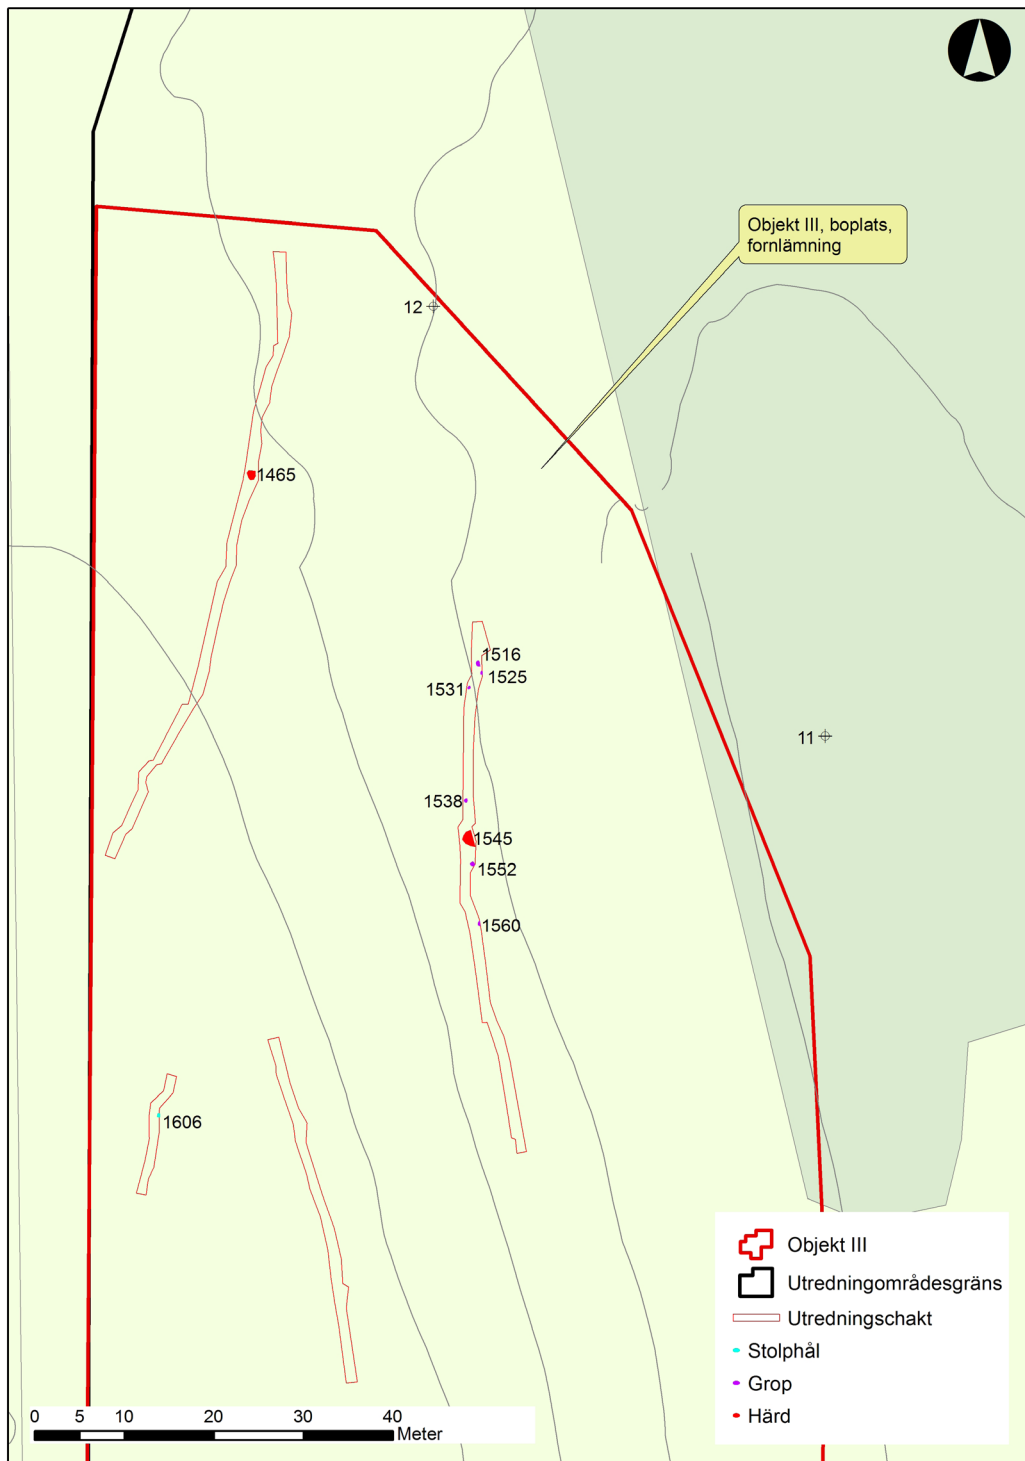 Objekt III, boplats,
fornlämning
12
1465
1516
1525
1531
11
1538
1545
1552
1560
1606
Objekt III
Utredningområdesgräns
Utredningschakt
Stolphål
Grop
Härd
0 5 10 20 30 40
Meter